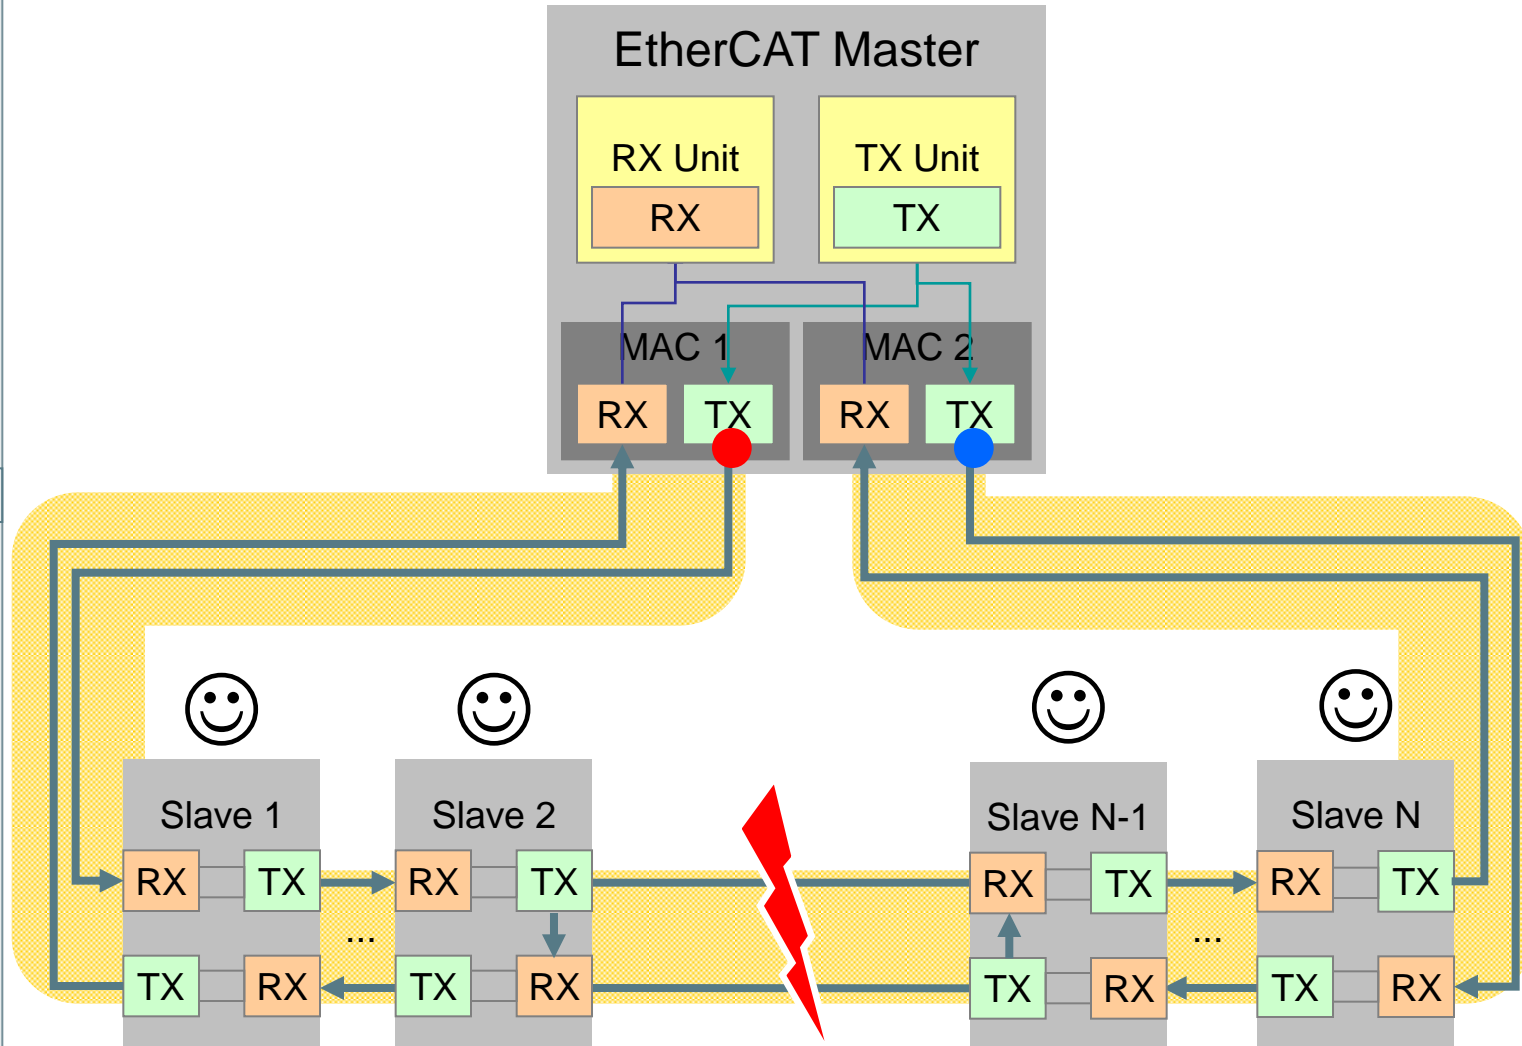 EtherCAT Master
RX Unit
TX Unit
RX
TX
MAC 1
MAC 2
RX
TX
RX
TX
Slave 1
Slave 2
Slave N-1
Slave N
RX
TX
RX
TX
RX
TX
RX
TX
...
...
TX
RX
TX
RX
TX
RX
TX
RX